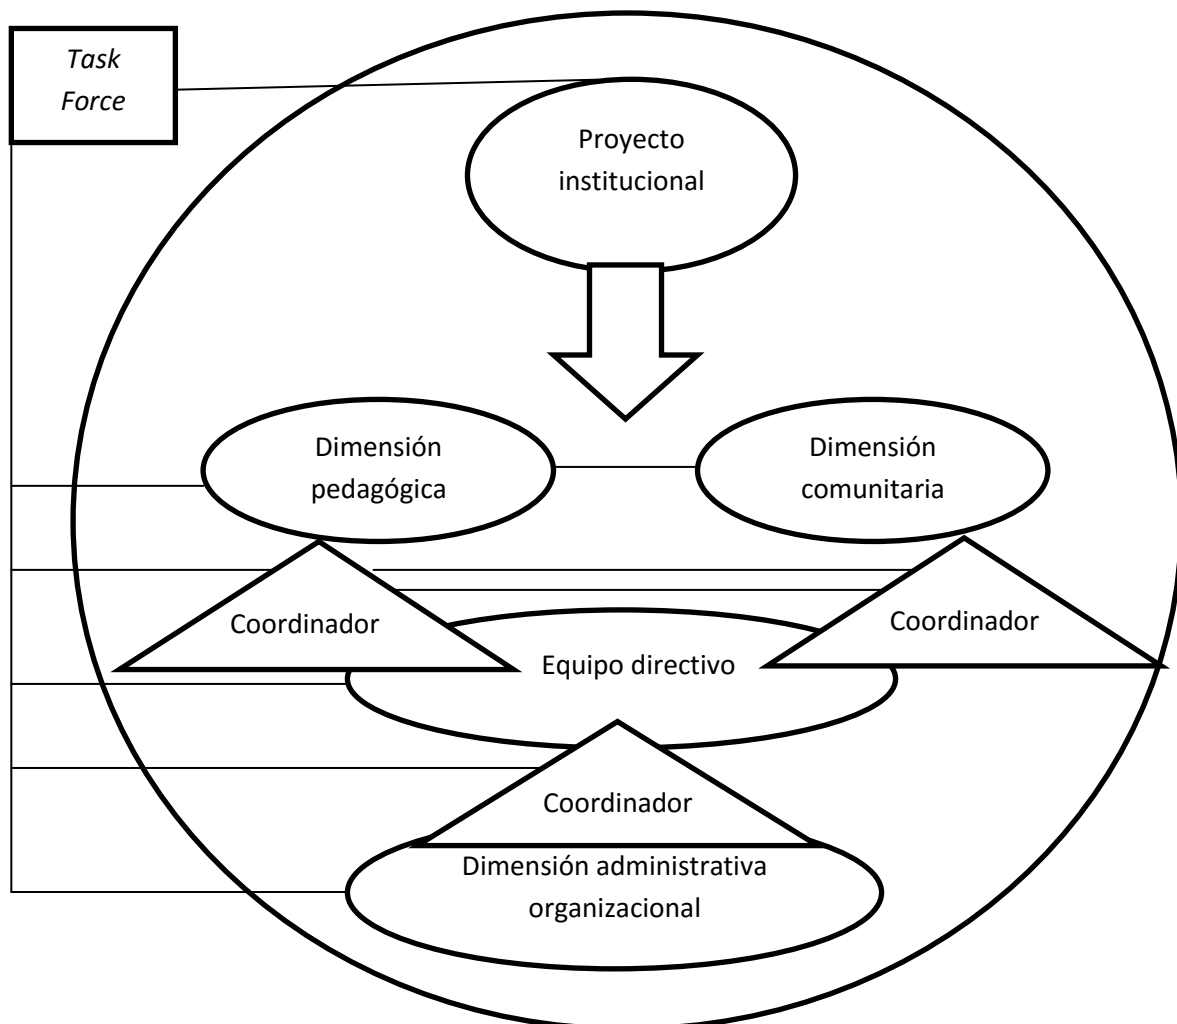 Task
Force
Proyecto
institucional
Dimensión
pedagógica
Dimensión
comunitaria
Coordinador
Coordinador
Equipo directivo
Coordinador
Dimensión administrativa
organizacional